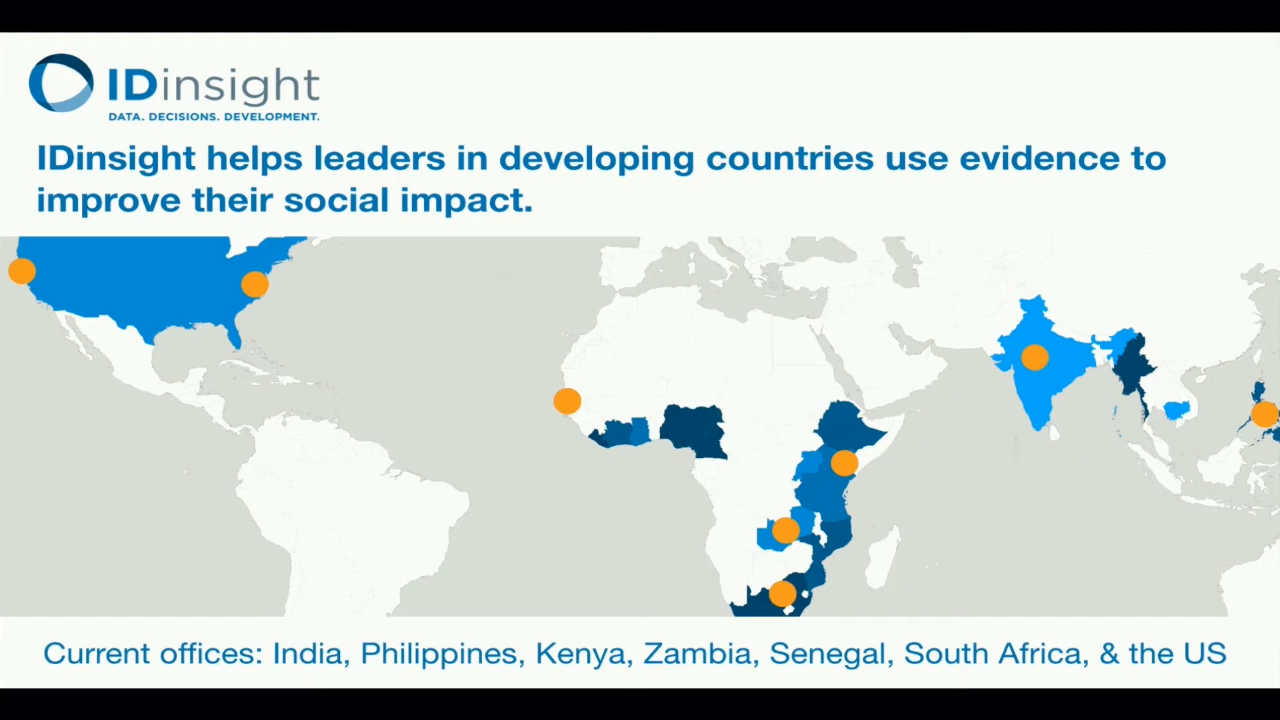 IDinsight
DATA. DECISIONS. DEVELOPMENT.
IDinsight helps leaders in developing countries use evidence to
improve their social impact.
Current offices: India, Philippines, Kenya, Zambia, Senegal, South Africa, & the US